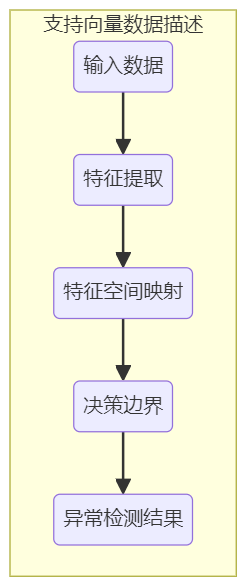 支持向量数据描述
输入数据
特征提取
特征空间映射
决策边界
异常检测结果